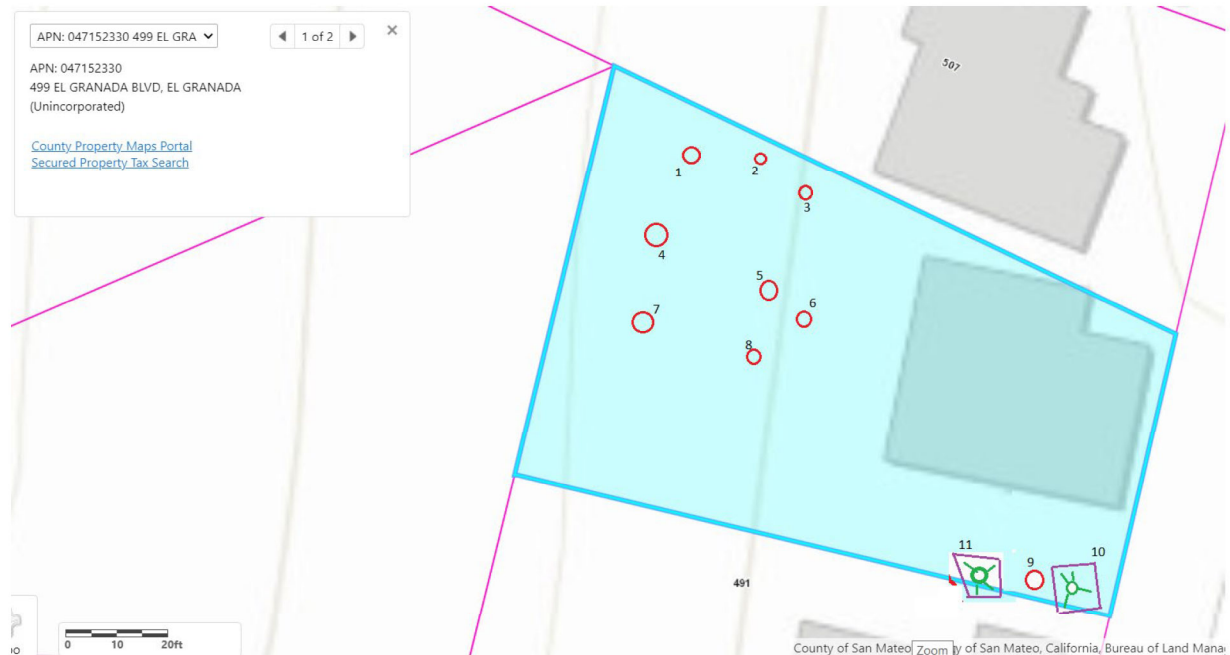 APN: 047152330 499 EL GRA
1 of 2
APN: 047152330
499 EL GRANADA BLVD, EL GRANADA
(Unincorporated)
County Property Maps Portal
Secured Property Tax Search
507
1
2
3
4
5
6
7
8
11
9
10
491
0 10 20ft
County of San Mateo Zoom y of San Mateo, California, Bureau of Land Mana